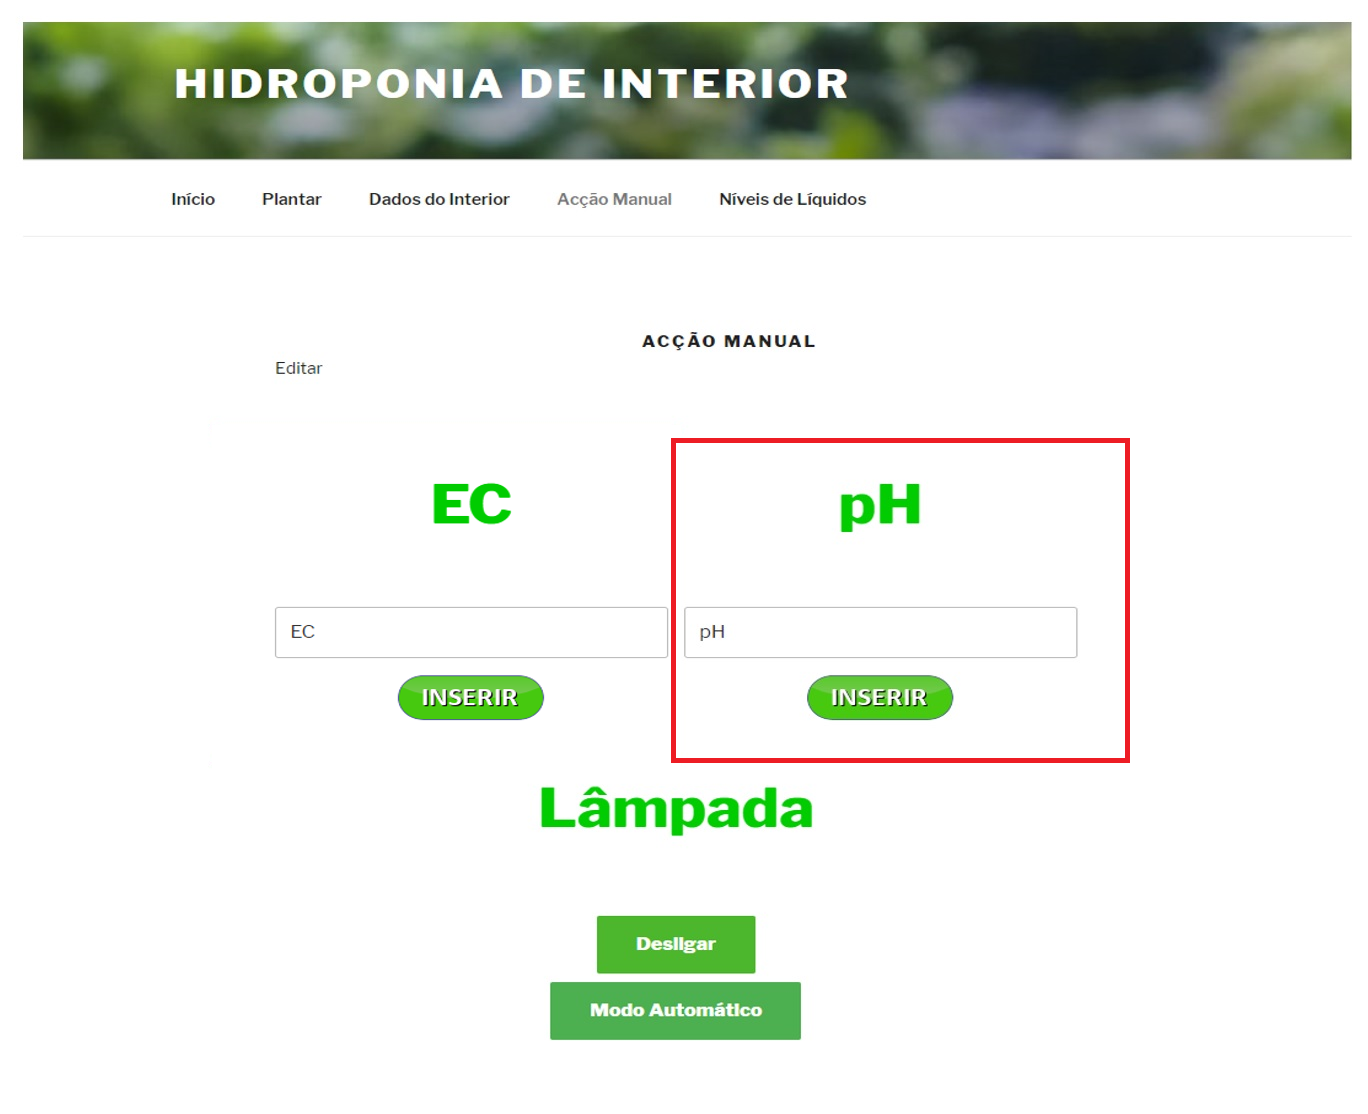 HIDROPONIA DE INTERIOR
Início Plantar Dados do Interior Acção Manual Níveis de Líquidos
ACÇÃO MANUAL
Editar
EC pH
EC pH
INSERIR INSERIR
Lâmpada
Desligar
Modo Automático